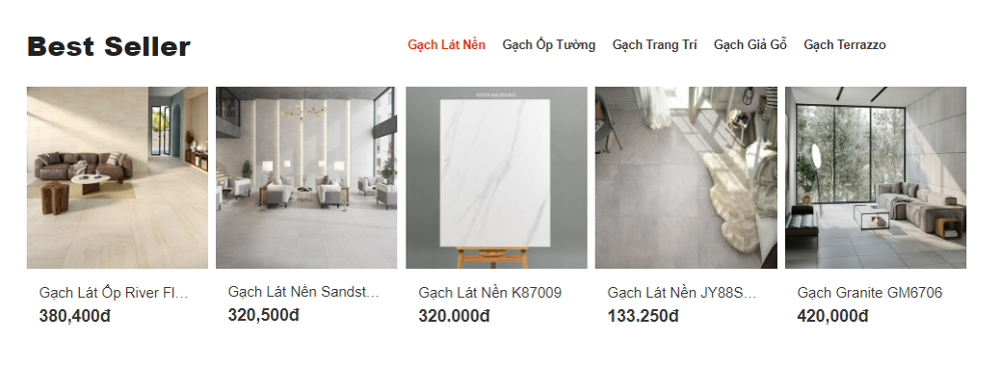 Best Seller
Gạch Lát Nền Gạch Ốp Tường Gạch Trang Trí Gạch Giả Gỗ Gạch Terrazzo
Gạch Lát Ốp River Fl...
380,400đ
Gạch Lát Nền Sandst...
320,500đ
Gạch Lát Nền K87009
320.000đ
Gạch Lát Nền JY88S...
133.250đ
Gạch Granite GM6706
420,000đ